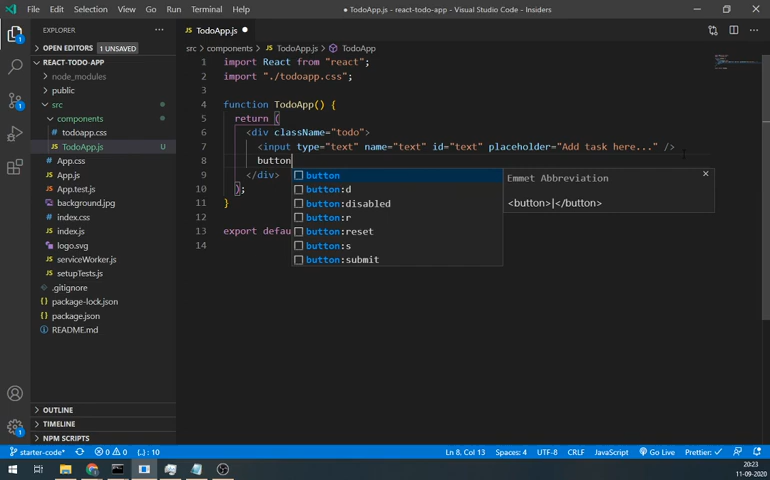 File Edit Selection View Go Run Terminal Help
● TodoApp.js - react-todo-app - Visual Studio Code - Insiders
EXPLORER
OPEN EDITORS 1 UNSAVED
REACT-TODO-APP
node_modules
public
src
components
todoapp.css
TodoApp.js U
App.css
App.js
App.test.js
background.jpg
index.css
index.js
logo.svg
serviceWorker.js
setupTests.js
.gitignore
package-lock.json
package.json
README.md
OUTLINE
TIMELINE
NPM SCRIPTS
JS TodoApp.js ●
src > components > JS TodoApp.js > TodoApp
1 import React from "react";
2 import "./todoapp.css";
3
4 function TodoApp() {
5 return (
6 <div className="todo">
7 <input type="text" name="text" id="text" placeholder="Add task here..." />
8 button
9 </div>
10 );
11 }
12
13 export defau
14
button
button:d
button:disabled
button:r
button:reset
button:s
button:submit
Emmet Abbreviation
<button>|</button>
starter-code* 0 0 (..) : 10 Ln 8, Col 13 Spaces: 4 UTF-8 CRLF JavaScript Go Live Prettier: ✓
20:23
11-09-2020